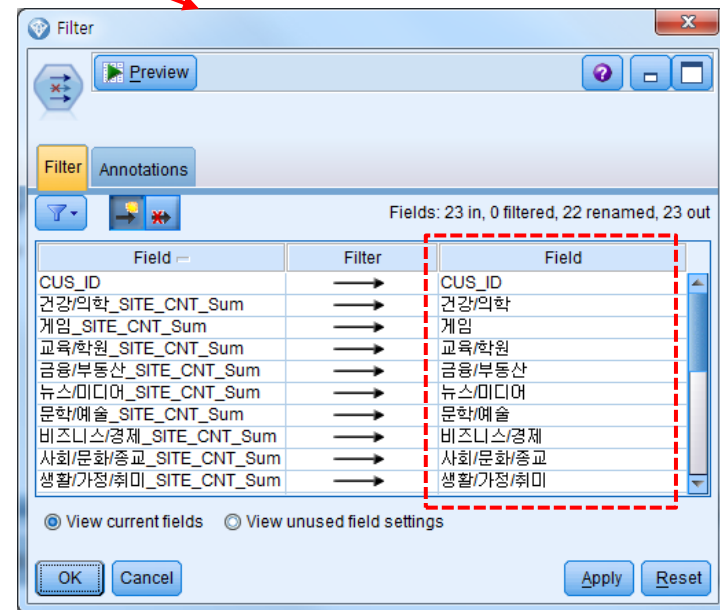 Filter
Preview
Filter Annotations
Fields: 23 in, 0 filtered, 22 renamed, 23 out
Field Filter Field
CUS_ID CUS_ID
건강/의학_SITE_CNT_Sum 건강/의학
게임_SITE_CNT_Sum 게임
교육/학원_SITE_CNT_Sum 교육/학원
금융/부동산_SITE_CNT_Sum 금융/부동산
뉴스/미디어_SITE_CNT_Sum 뉴스/미디어
문학/예술_SITE_CNT_Sum 문학/예술
비즈니스/경제_SITE_CNT_Sum 비즈니스/경제
사회/문화/종교_SITE_CNT_Sum 사회/문화/종교
생활/가정/취미_SITE_CNT_Sum 생활/가정/취미
View current fields View unused field settings
OK Cancel Apply Reset